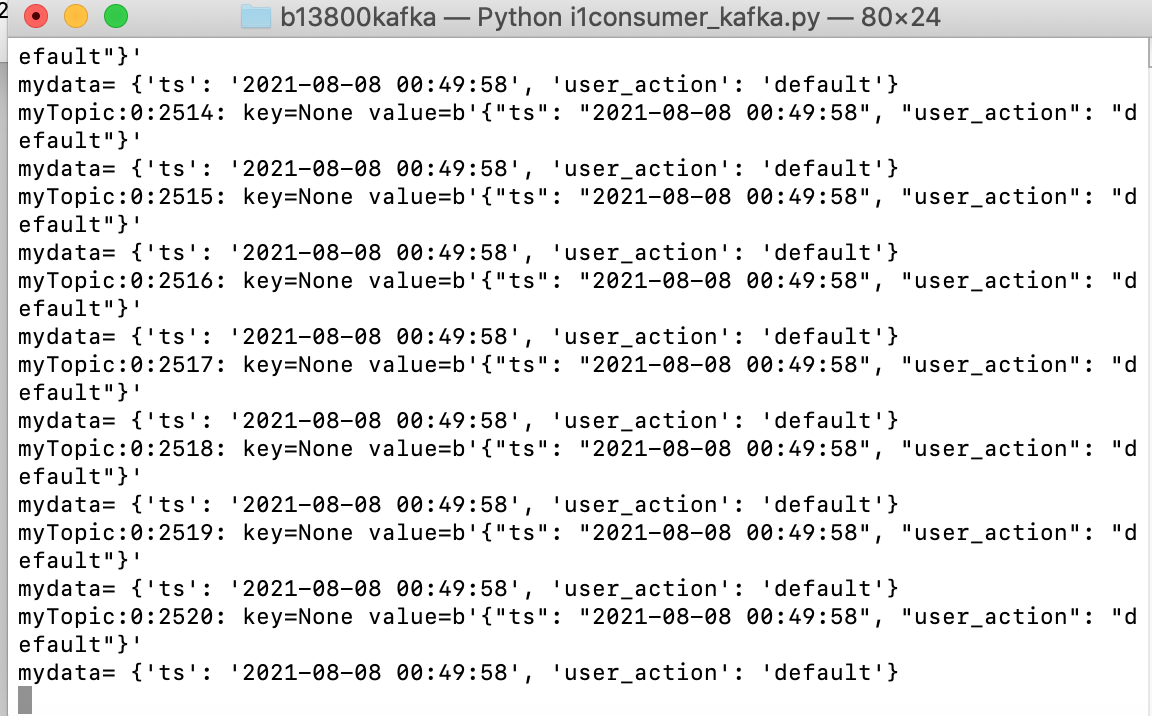 2
b13800kafka — Python i1consumer_kafka.py — 80×24
efault"}'
mydata= {'ts': '2021-08-08 00:49:58', 'user_action': 'default'}
myTopic:0:2514: key=None value=b'{"ts": "2021-08-08 00:49:58", "user_action": "d
efault"}'
mydata= {'ts': '2021-08-08 00:49:58', 'user_action': 'default'}
myTopic:0:2515: key=None value=b'{"ts": "2021-08-08 00:49:58", "user_action": "d
efault"}'
mydata= {'ts': '2021-08-08 00:49:58', 'user_action': 'default'}
myTopic:0:2516: key=None value=b'{"ts": "2021-08-08 00:49:58", "user_action": "d
efault"}'
mydata= {'ts': '2021-08-08 00:49:58', 'user_action': 'default'}
myTopic:0:2517: key=None value=b'{"ts": "2021-08-08 00:49:58", "user_action": "d
efault"}'
mydata= {'ts': '2021-08-08 00:49:58', 'user_action': 'default'}
myTopic:0:2518: key=None value=b'{"ts": "2021-08-08 00:49:58", "user_action": "d
efault"}'
mydata= {'ts': '2021-08-08 00:49:58', 'user_action': 'default'}
myTopic:0:2519: key=None value=b'{"ts": "2021-08-08 00:49:58", "user_action": "d
efault"}'
mydata= {'ts': '2021-08-08 00:49:58', 'user_action': 'default'}
myTopic:0:2520: key=None value=b'{"ts": "2021-08-08 00:49:58", "user_action": "d
efault"}'
mydata= {'ts': '2021-08-08 00:49:58', 'user_action': 'default'}